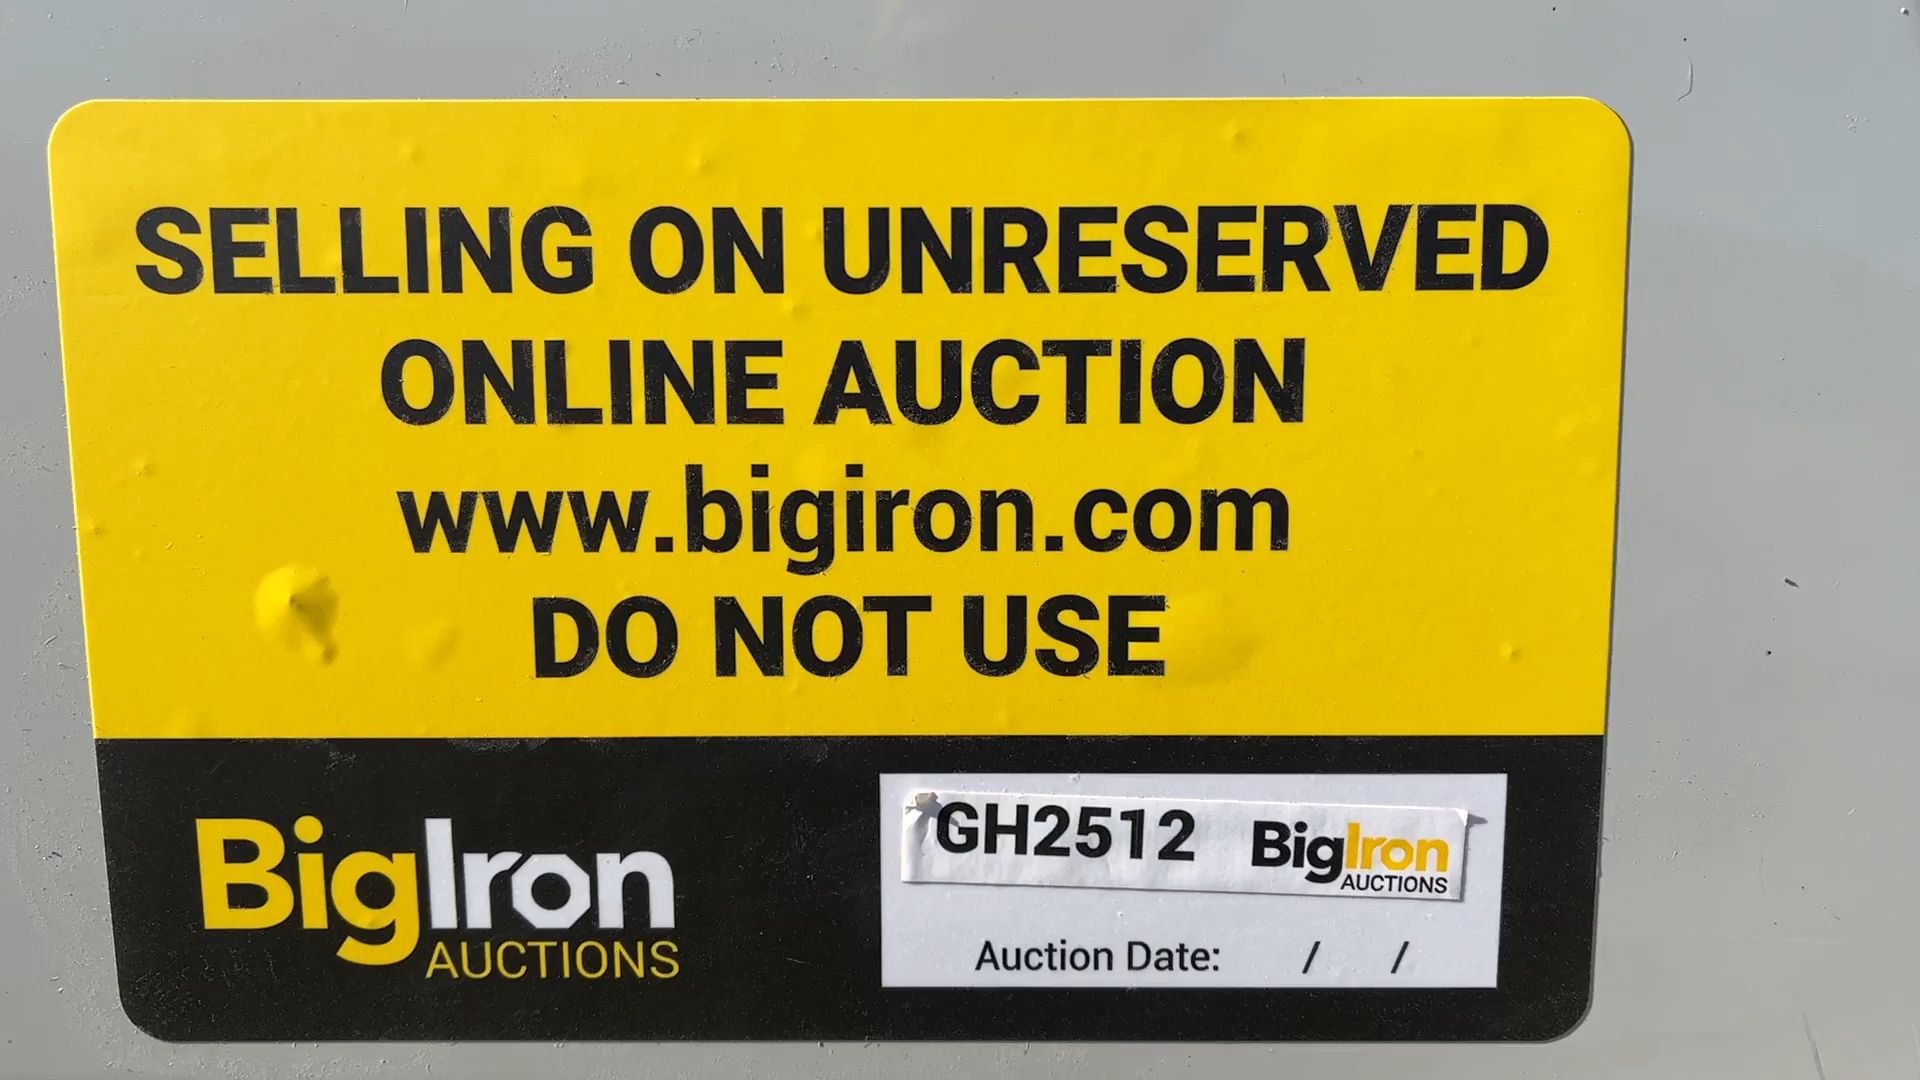 SELLING ON UNRESERVED
ONLINE AUCTION
www.bigiron.com
DO NOT USE
BigIron
AUCTIONS
GH2512 BigIron
AUCTIONS
Auction Date: / /